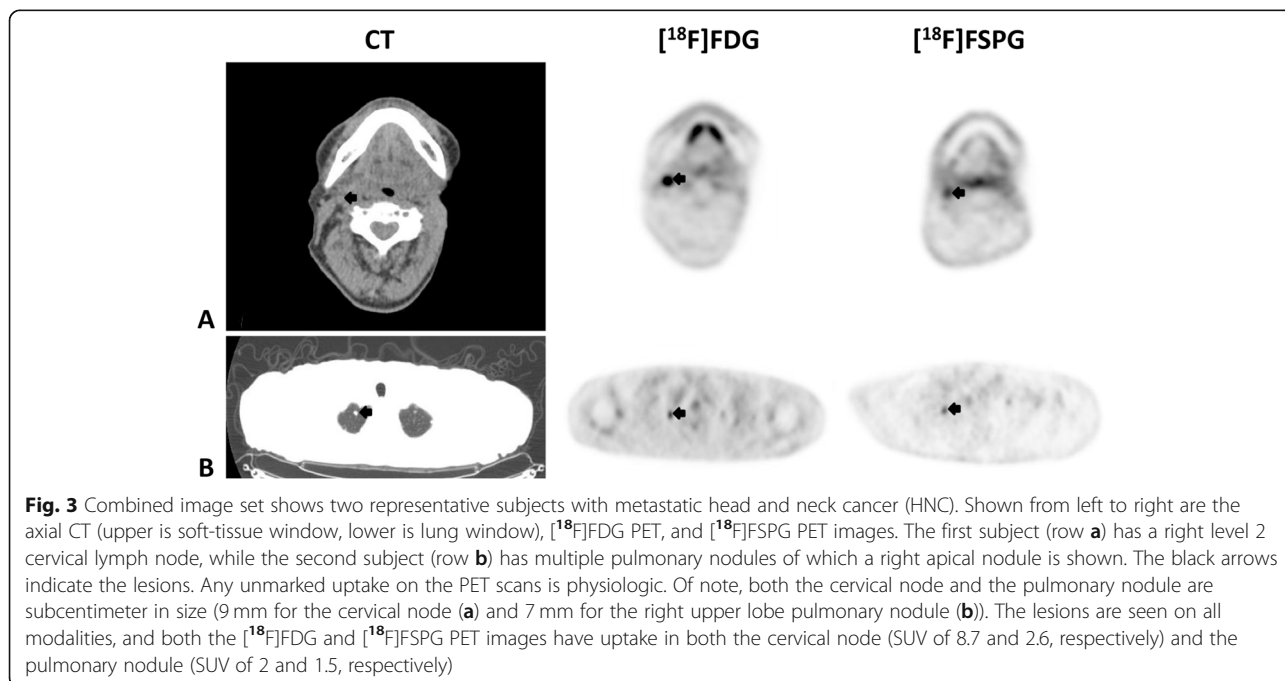 CT [¹⁸F]FDG [¹⁸F]FSPG
A
B
Fig. 3 Combined image set shows two representative subjects with metastatic head and neck cancer (HNC). Shown from left to right are the
axial CT (upper is soft-tissue window, lower is lung window), [¹⁸F]FDG PET, and [¹⁸F]FSPG PET images. The first subject (row a) has a right level 2
cervical lymph node, while the second subject (row b) has multiple pulmonary nodules of which a right apical nodule is shown. The black arrows
indicate the lesions. Any unmarked uptake on the PET scans is physiologic. Of note, both the cervical node and the pulmonary nodule are
subcentimeter in size (9 mm for the cervical node (a) and 7 mm for the right upper lobe pulmonary nodule (b)). The lesions are seen on all
modalities, and both the [¹⁸F]FDG and [¹⁸F]FSPG PET images have uptake in both the cervical node (SUV of 8.7 and 2.6, respectively) and the
pulmonary nodule (SUV of 2 and 1.5, respectively)